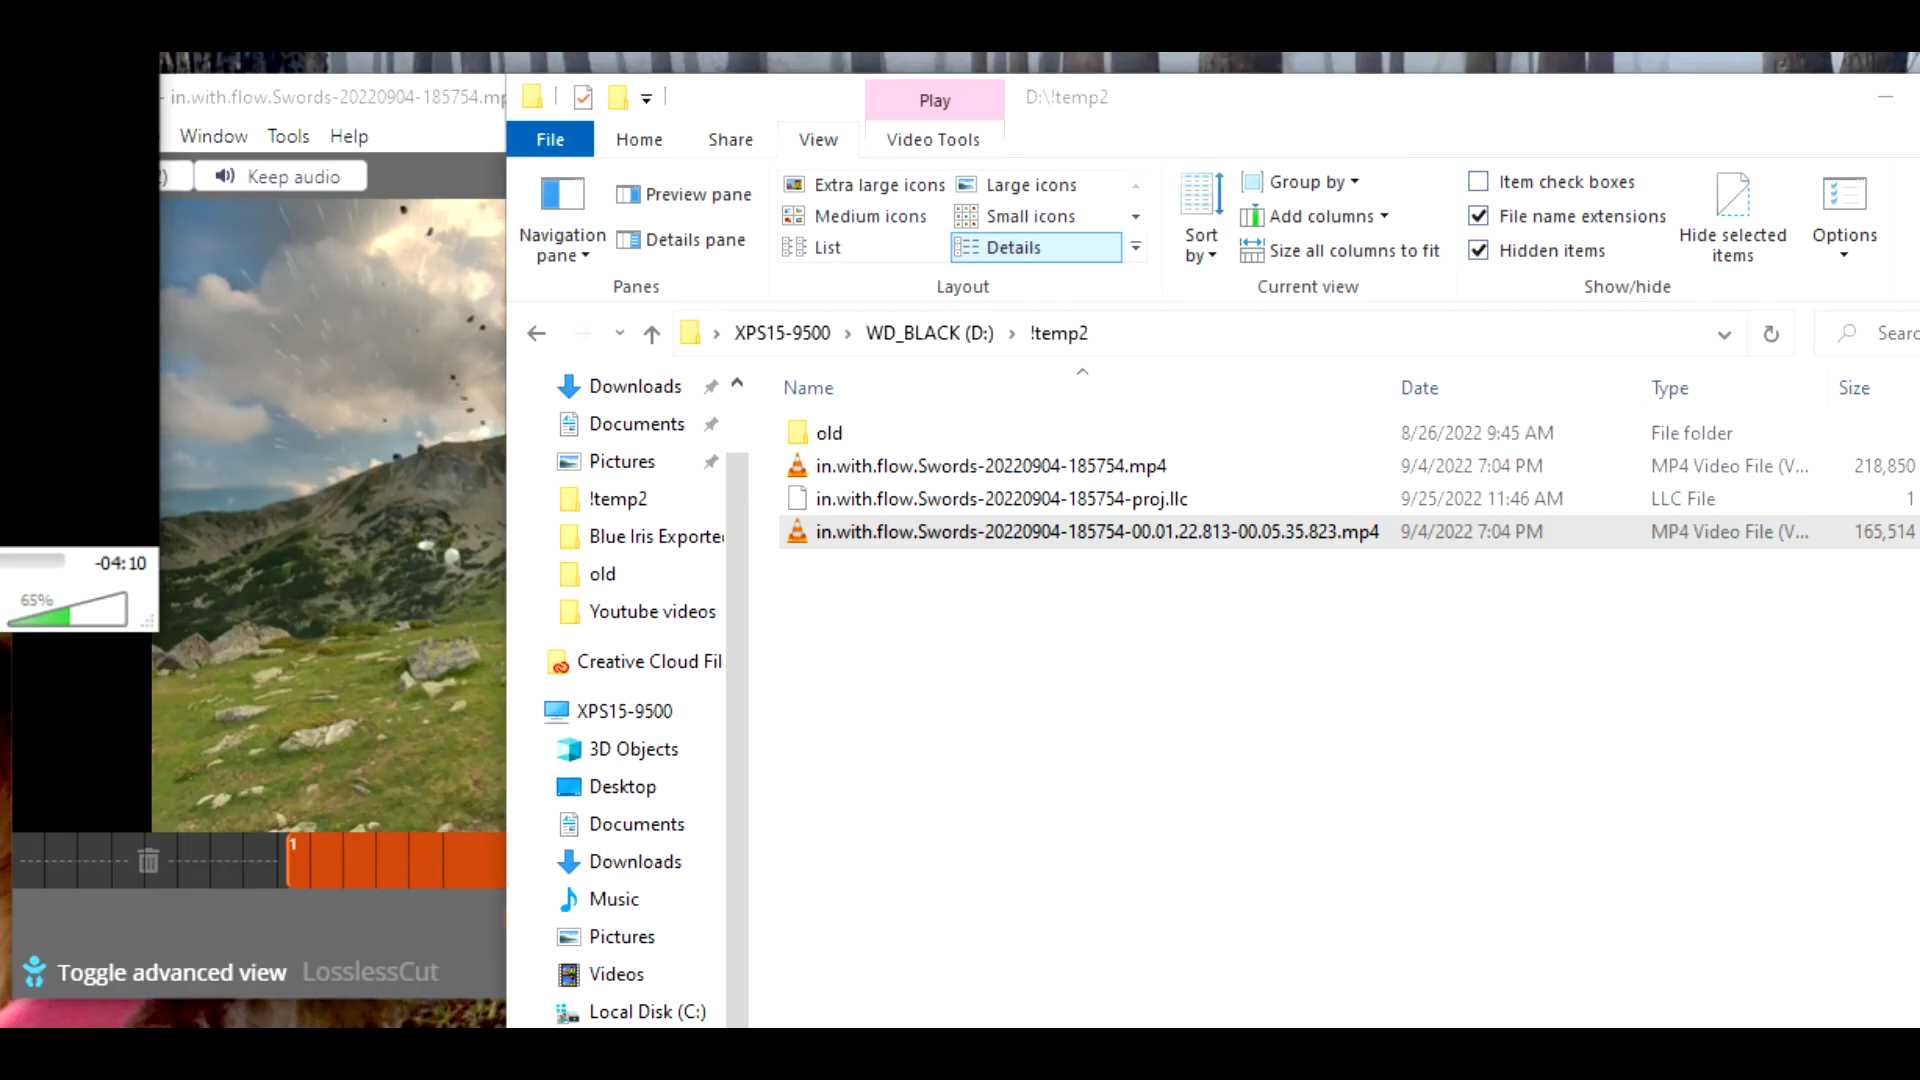 - in.with.flow.Swords-20220904-185754.mp
Window Tools Help
Keep audio
-04:10
65%
1
Toggle advanced view LosslessCut
Play D:\!temp2
File Home Share View Video Tools
Navigation pane
Preview pane
Details pane
Panes
Extra large icons Large icons
Medium icons Small icons
List Details
Layout
Sort by
Group by
Add columns
Size all columns to fit
Current view
Item check boxes
File name extensions
Hidden items
Hide selected items
Show/hide
Options
XPS15-9500 › WD_BLACK (D:) › !temp2
Searc
Downloads
Documents
Pictures
!temp2
Blue Iris Exporte
old
Youtube videos
Creative Cloud Fil
XPS15-9500
3D Objects
Desktop
Documents
Downloads
Music
Pictures
Videos
Local Disk (C:)
Name Date Type Size
old 8/26/2022 9:45 AM File folder
in.with.flow.Swords-20220904-185754.mp4 9/4/2022 7:04 PM MP4 Video File (V... 218,850
in.with.flow.Swords-20220904-185754-proj.llc 9/25/2022 11:46 AM LLC File 1
in.with.flow.Swords-20220904-185754-00.01.22.813-00.05.35.823.mp4 9/4/2022 7:04 PM MP4 Video File (V... 165,514